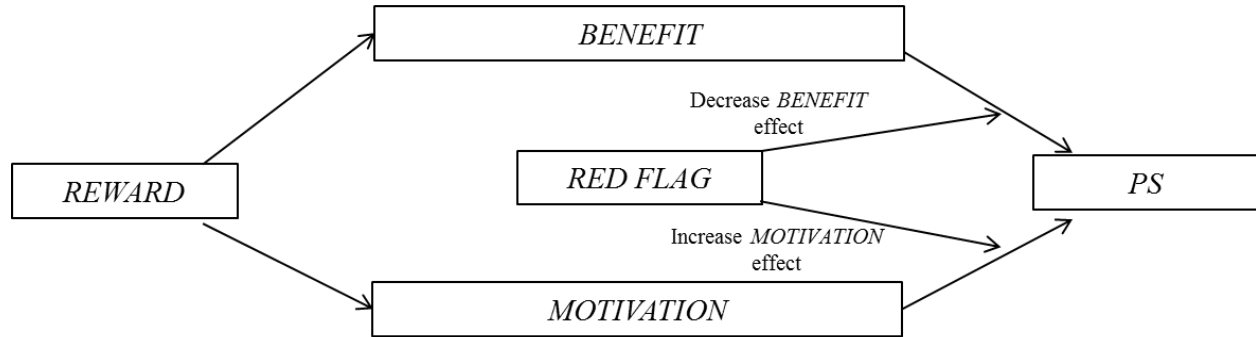 BENEFIT
Decrease BENEFIT
effect
REWARD
RED FLAG
PS
Increase MOTIVATION
effect
MOTIVATION